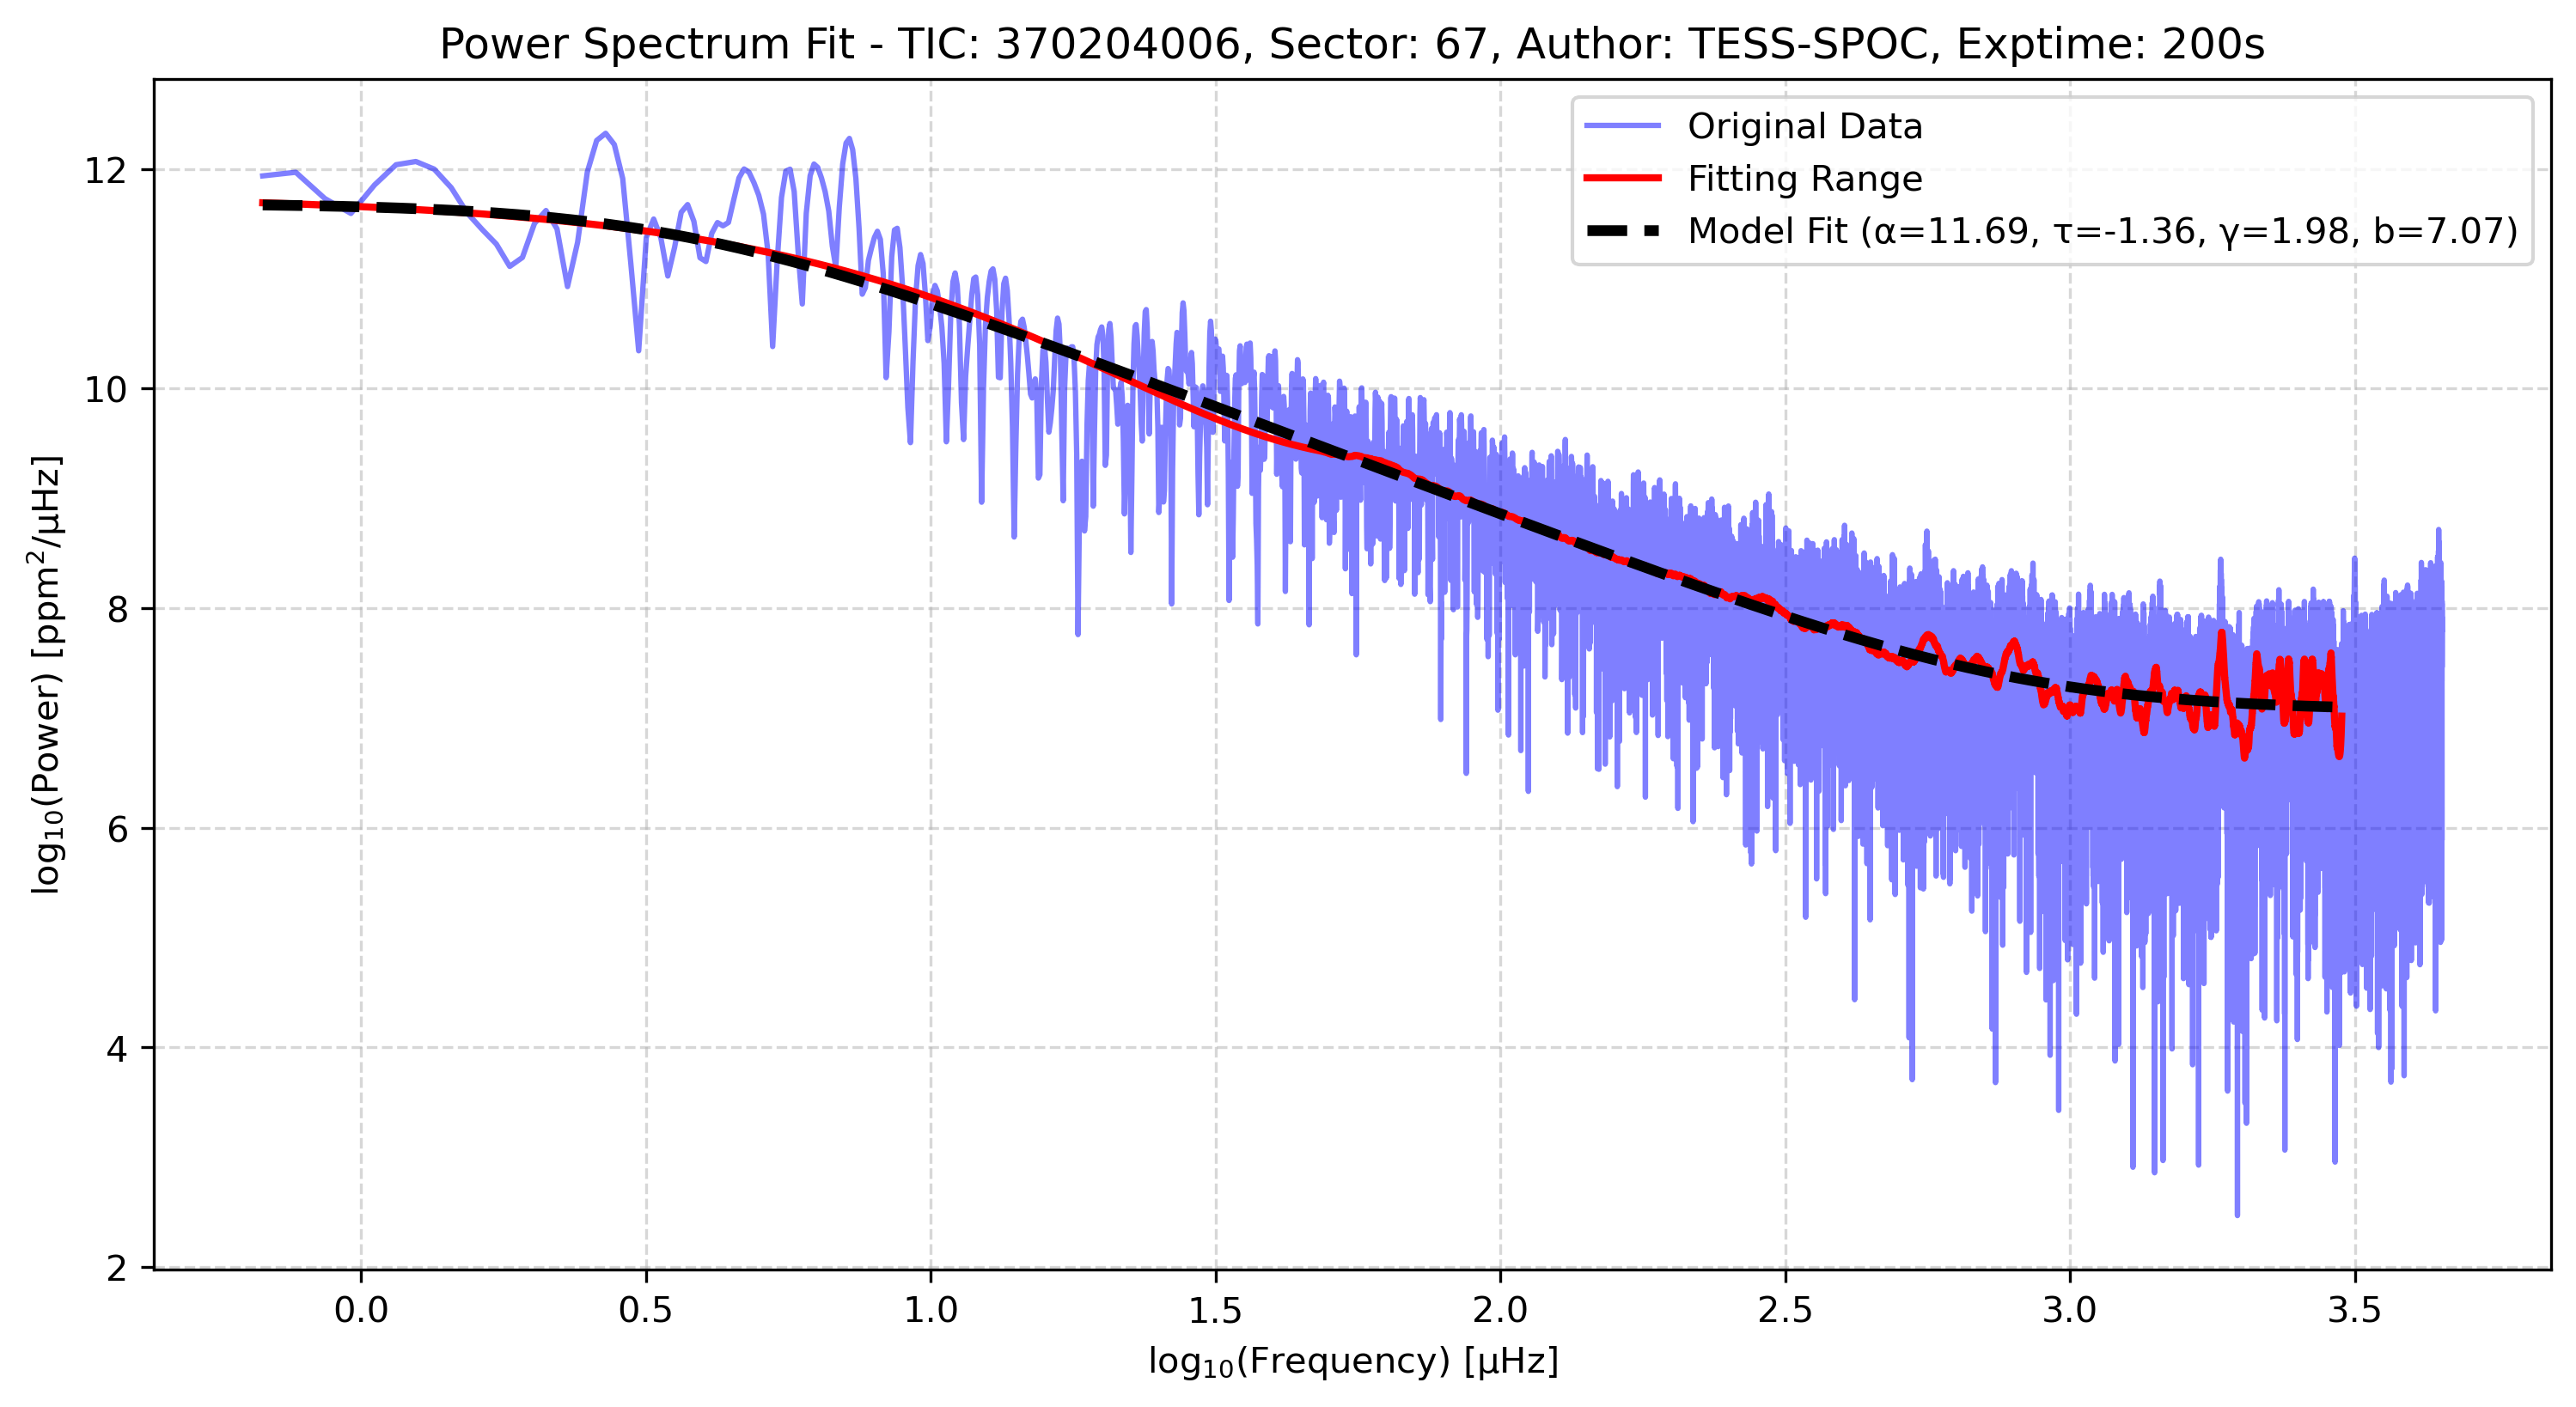 Power Spectrum Fit - TIC: 370204006, Sector: 67, Author: TESS-SPOC, Exptime: 200s
Original Data
Fitting Range
Model Fit (α=11.69, τ=-1.36, γ=1.98, b=7.07)
log₁₀(Power) [ppm²/μHz]
12
10
8
6
4
2
0.0 0.5 1.0 1.5 2.0 2.5 3.0 3.5
log₁₀(Frequency) [μHz]